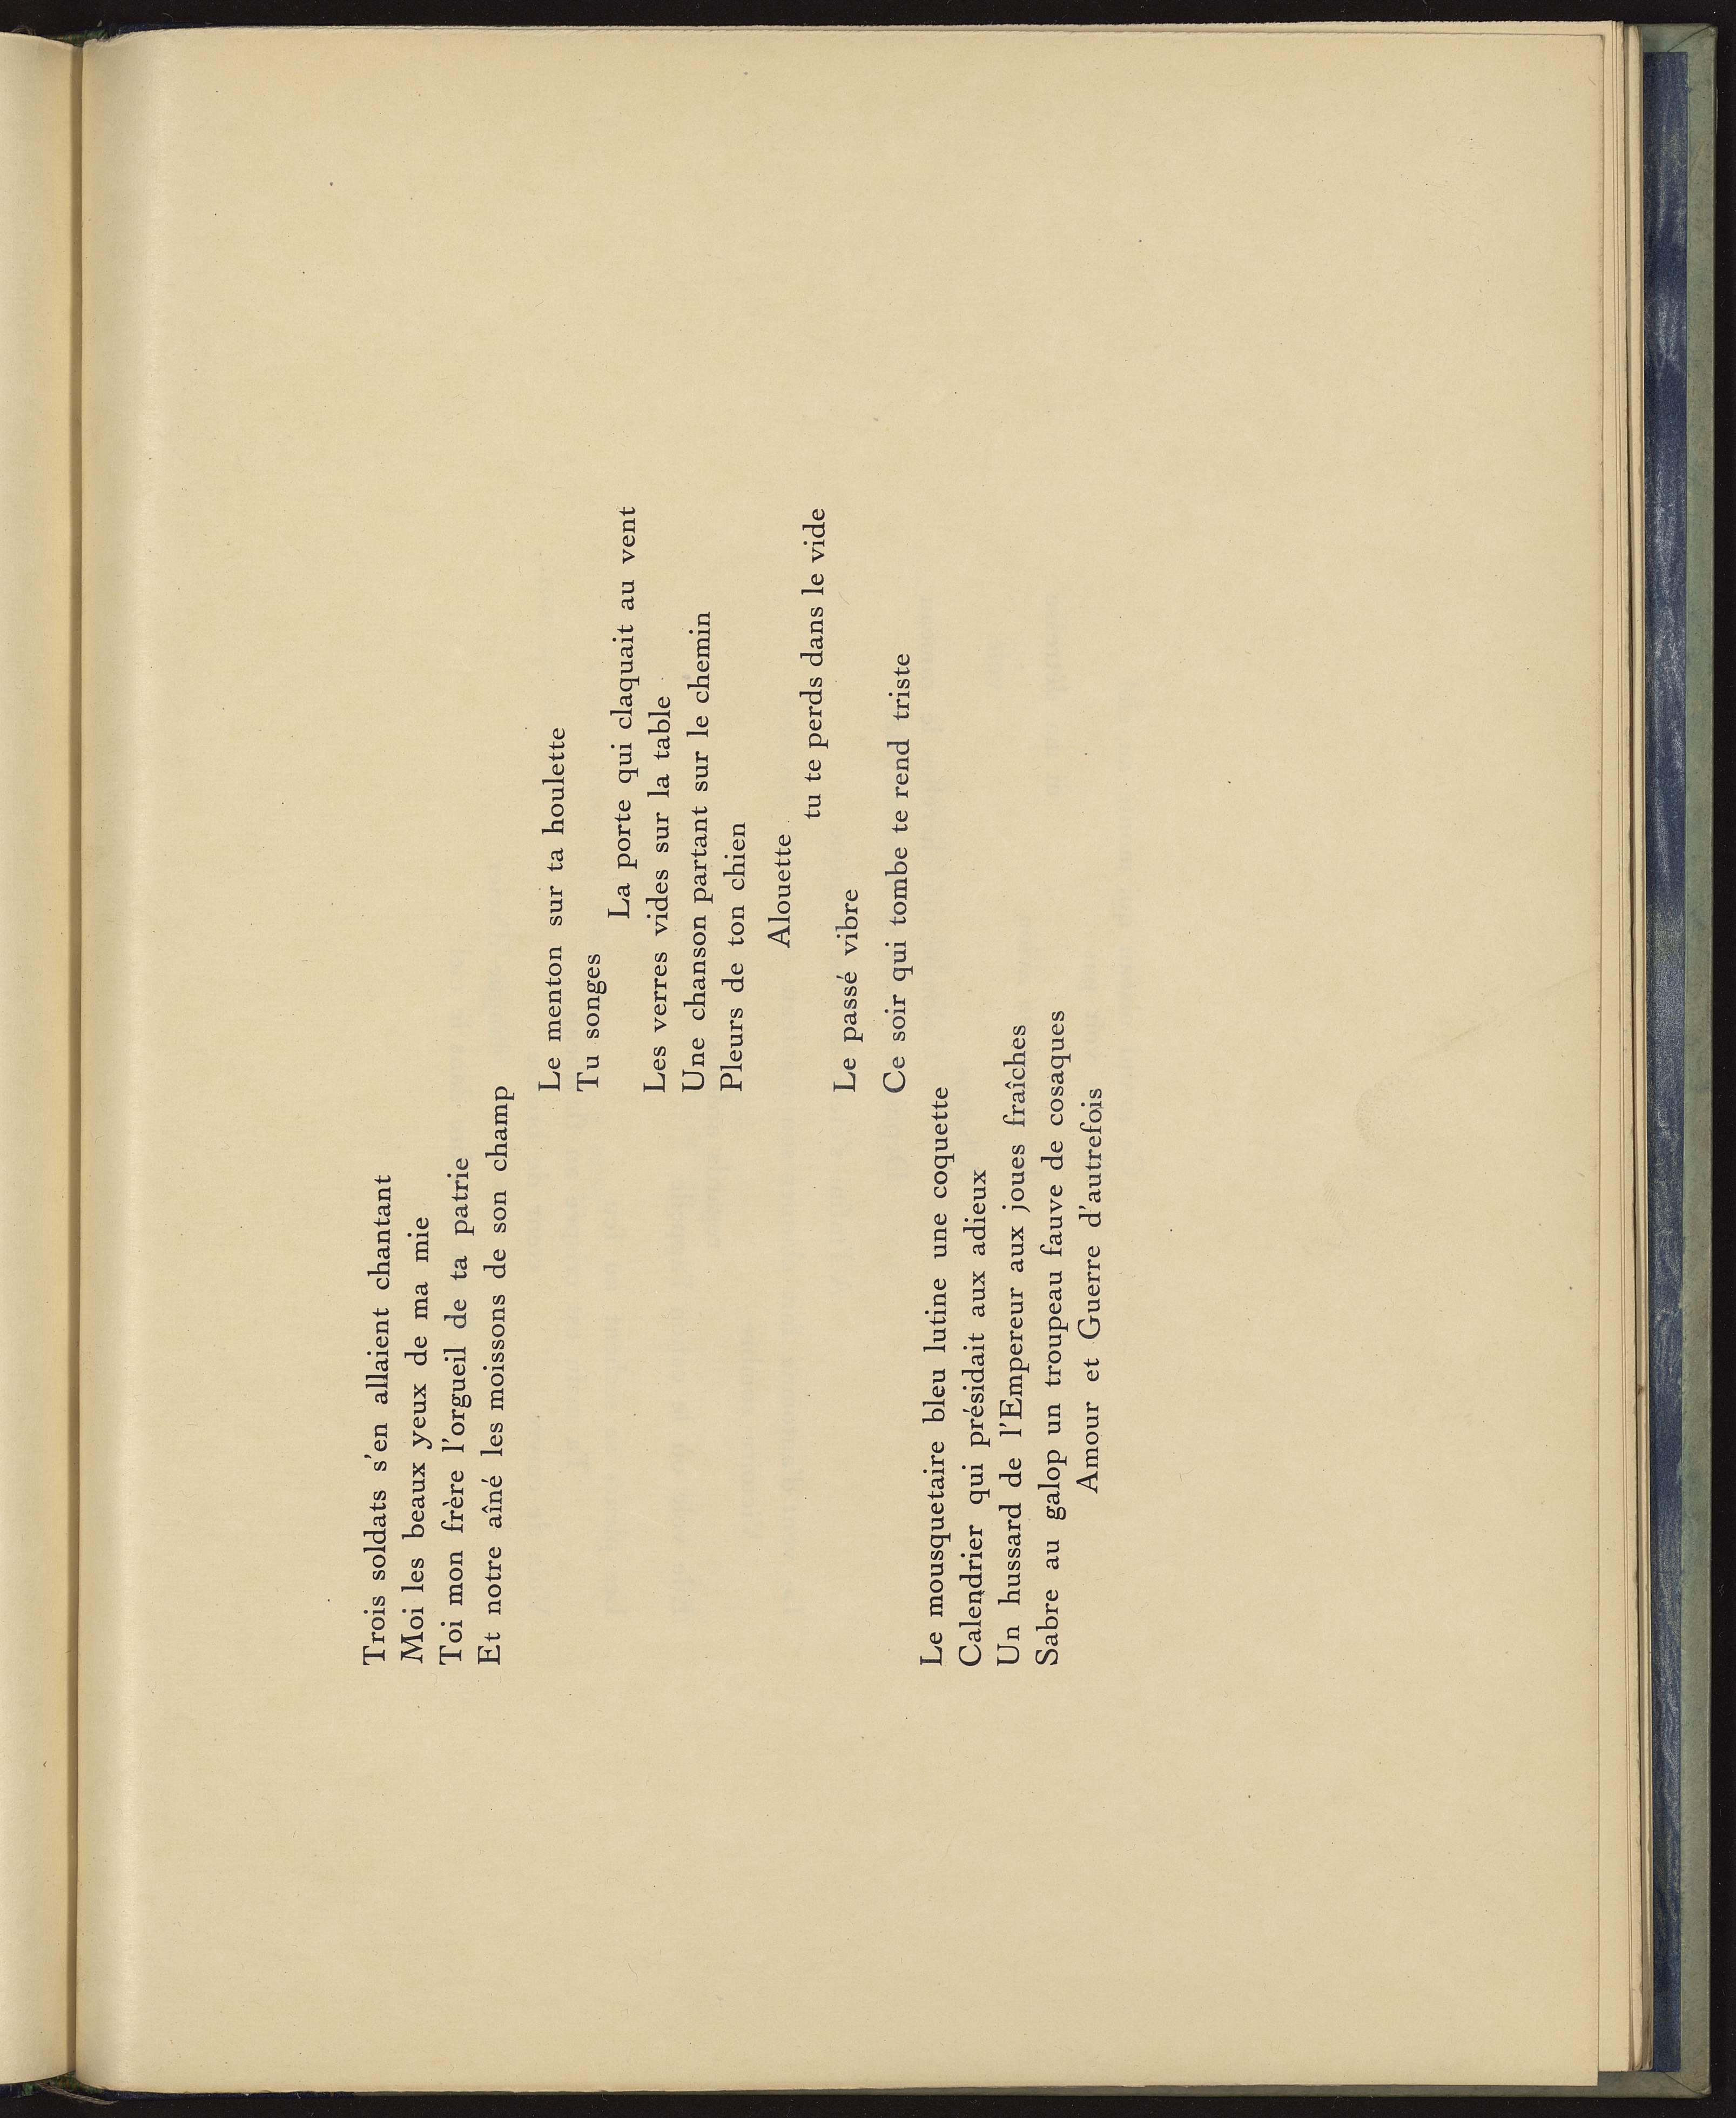 Trois soldats s'en allaient chantant
Moi les beaux yeux de ma mie
Toi mon frère l'orgueil de ta patrie
Et notre aîné les moissons de son champ
Le menton sur ta houlette
Tu songes
La porte qui claquait au vent
Les verres vides sur la table
Une chanson partant sur le chemin
Pleurs de ton chien
Alouette
tu te perds dans le vide
Le passé vibre
Ce soir qui tombe te rend triste
Le mousquetaire bleu lutine une coquette
Calendrier qui présidait aux adieux
Un hussard de l'Empereur aux joues fraîches
Sabre au galop un troupeau fauve de cosaques
Amour et Guerre d'autrefois